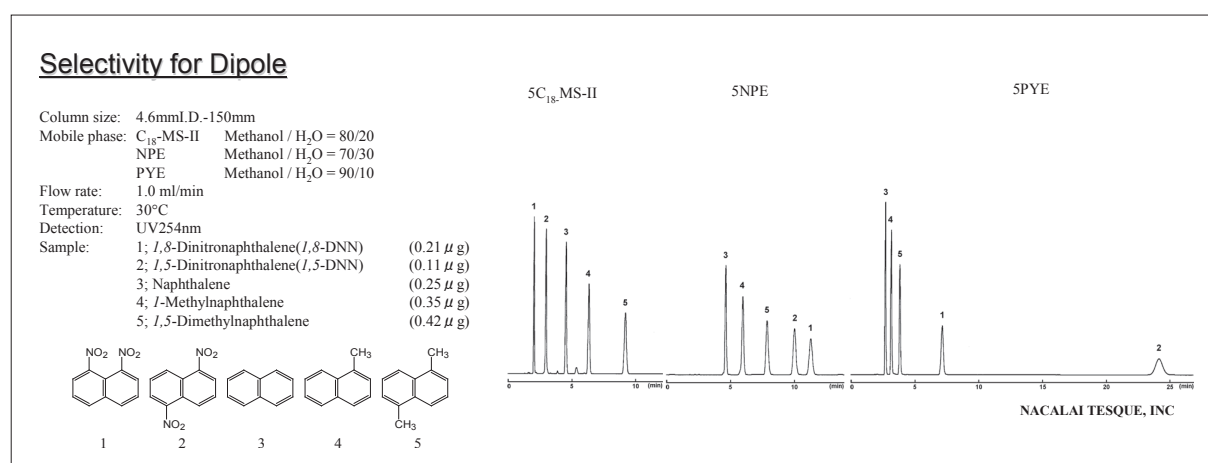 Selectivity for Dipole
Column size: 4.6mmI.D.-150mm
Mobile phase: C18-MS-II Methanol / H2O = 80/20
NPE Methanol / H2O = 70/30
PYE Methanol / H2O = 90/10
Flow rate: 1.0 ml/min
Temperature: 30°C
Detection: UV254nm
Sample: 1; 1,8-Dinitronaphthalene(1,8-DNN) (0.21 μ g)
2; 1,5-Dinitronaphthalene(1,5-DNN) (0.11 μ g)
3; Naphthalene (0.25 μ g)
4; 1-Methylnaphthalene (0.35 μ g)
5; 1,5-Dimethylnaphthalene (0.42 μ g)
NO2 NO2
NO2
NO2
CH3
CH3
CH3
1 2 3 4 5
5C18-MS-II
1 2 3 4 5
0 5 10 (min)
5NPE
3 4 5 2 1
0 5 10 (min)
5PYE
3 4 5 1 2
0 5 10 15 20 25 (min)
NACALAI TESQUE, INC